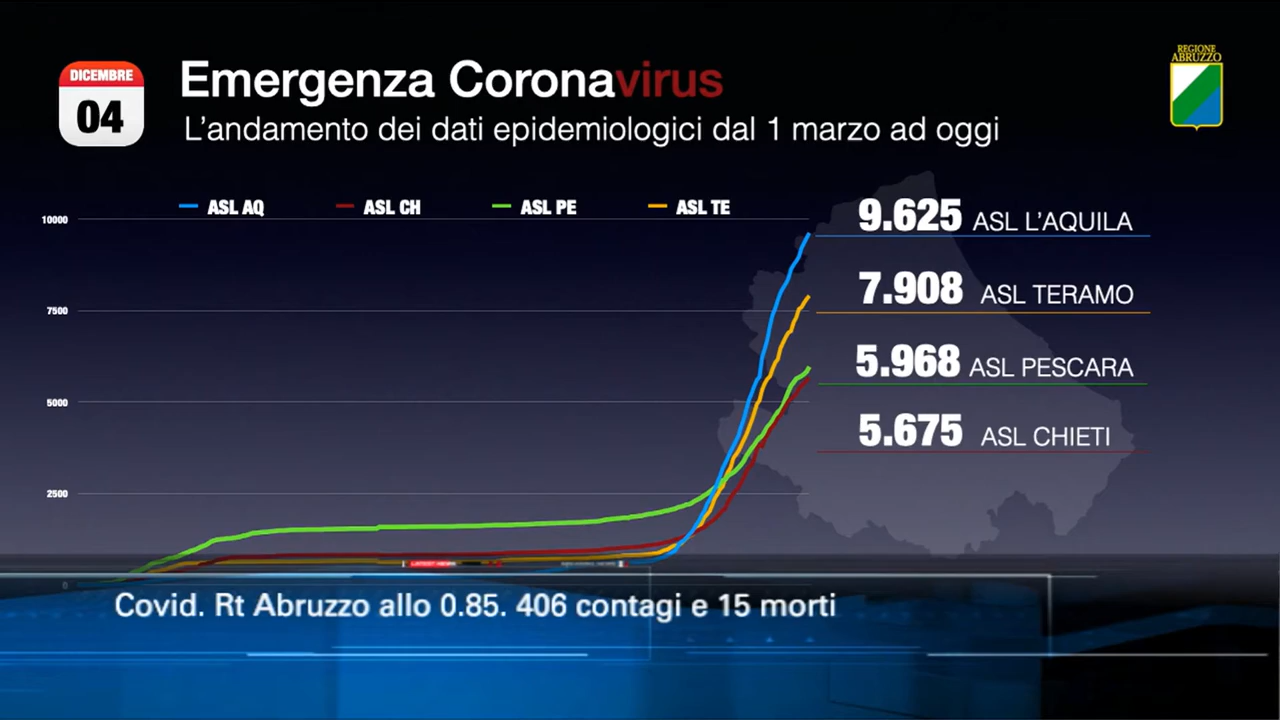 DICEMBRE
04
Emergenza Coronavirus
L'andamento dei dati epidemiologici dal 1 marzo ad oggi
REGIONE
ABRUZZO
ASL AQ
ASL CH
ASL PE
ASL TE
10000
7500
5000
2500
0
9.625 ASL L'AQUILA
7.908 ASL TERAMO
5.968 ASL PESCARA
5.675 ASL CHIETI
LATEST NEWS
Covid. Rt Abruzzo allo 0.85. 406 contagi e 15 morti